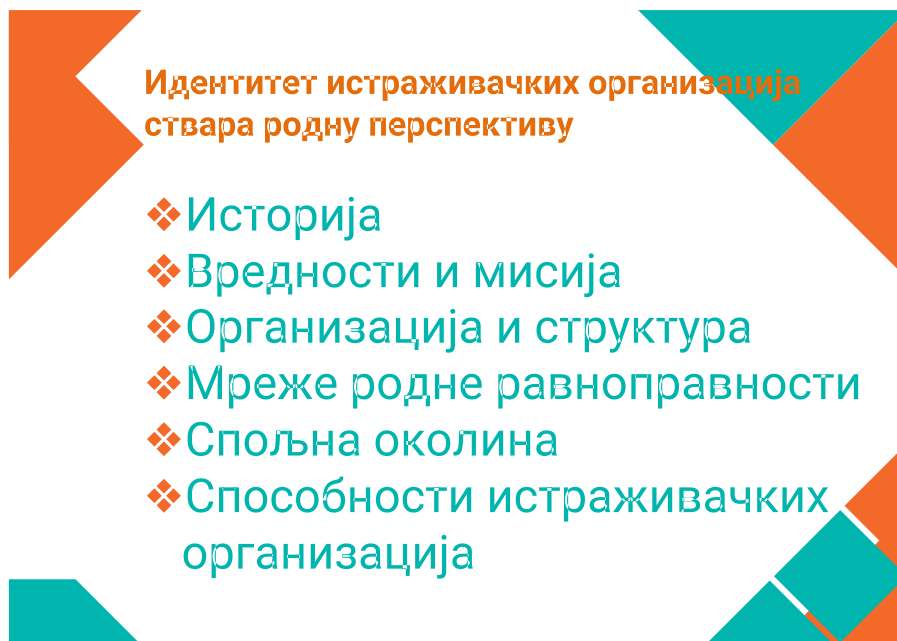 Идентитет истраживачких организација
ствара родну перспективу
❖Историја
❖Вредности и мисија
❖Организација и структура
❖Мреже родне равноправности
❖Спољна околина
❖Способности истраживачких
организација